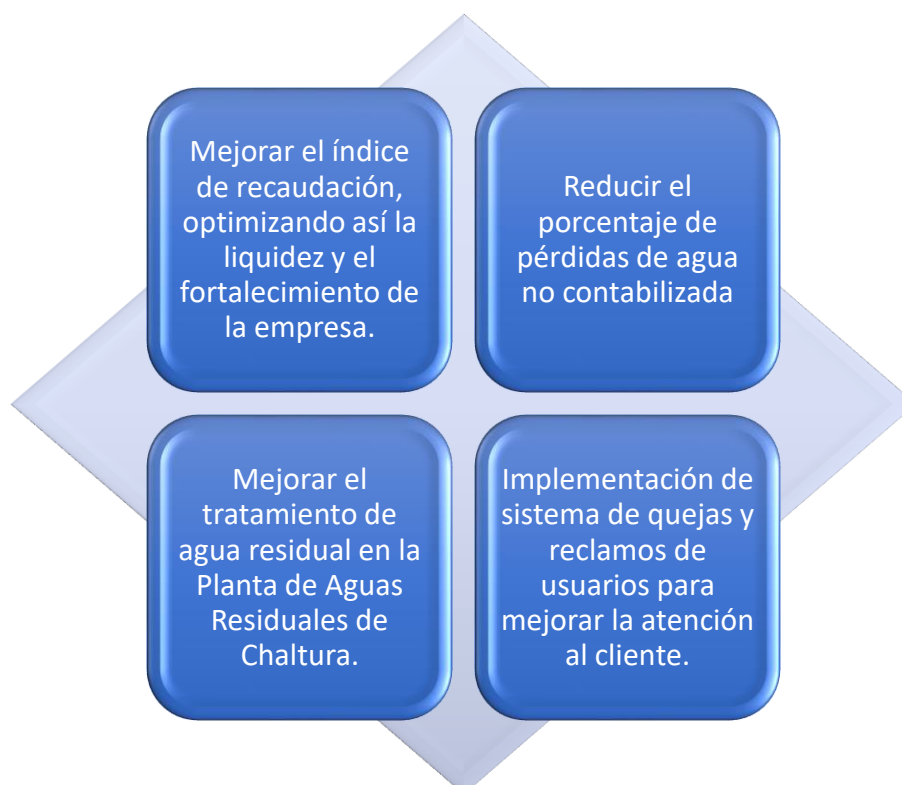 Mejorar el índice
de recaudación,
optimizando así la
liquidez y el
fortalecimiento de
la empresa.
Reducir el
porcentaje de
pérdidas de agua
no contabilizada
Mejorar el
tratamiento de
agua residual en la
Planta de Aguas
Residuales de
Chaltura.
Implementación de
sistema de quejas y
reclamos de
usuarios para
mejorar la atención
al cliente.